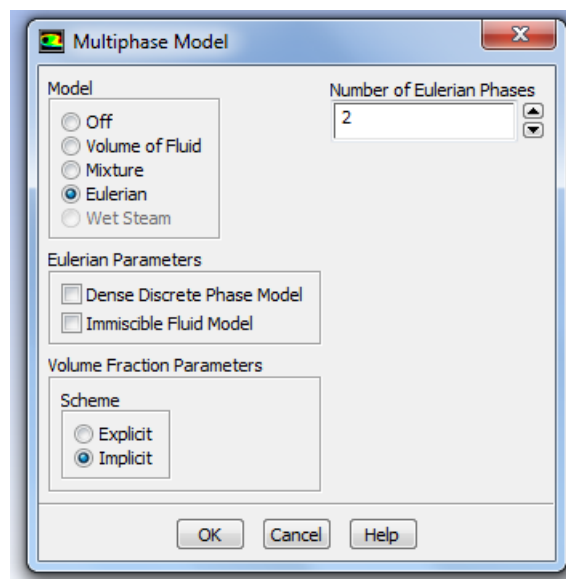 Multiphase Model
Model
Off
Volume of Fluid
Mixture
Eulerian
Wet Steam
Number of Eulerian Phases
2
Eulerian Parameters
Dense Discrete Phase Model
Immiscible Fluid Model
Volume Fraction Parameters
Scheme
Explicit
Implicit
OK Cancel Help